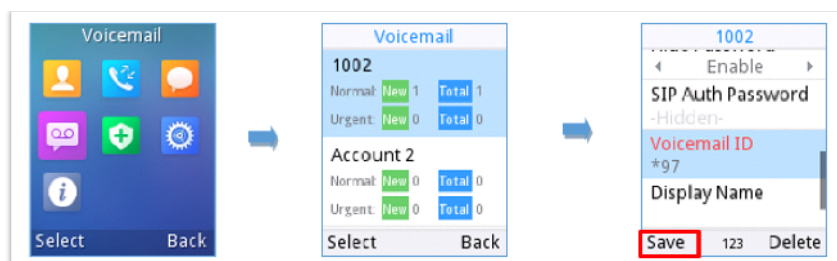 Voicemail
Select Back
Voicemail
1002
Normal: New 1 Total 1
Urgent: New 0 Total 0
Account 2
Normal: New 0 Total 0
Urgent: New 0 Total 0
Select Back
1002
Enable
SIP Auth Password
-Hidden-
Voicemail ID
*97
Display Name
Save 123 Delete